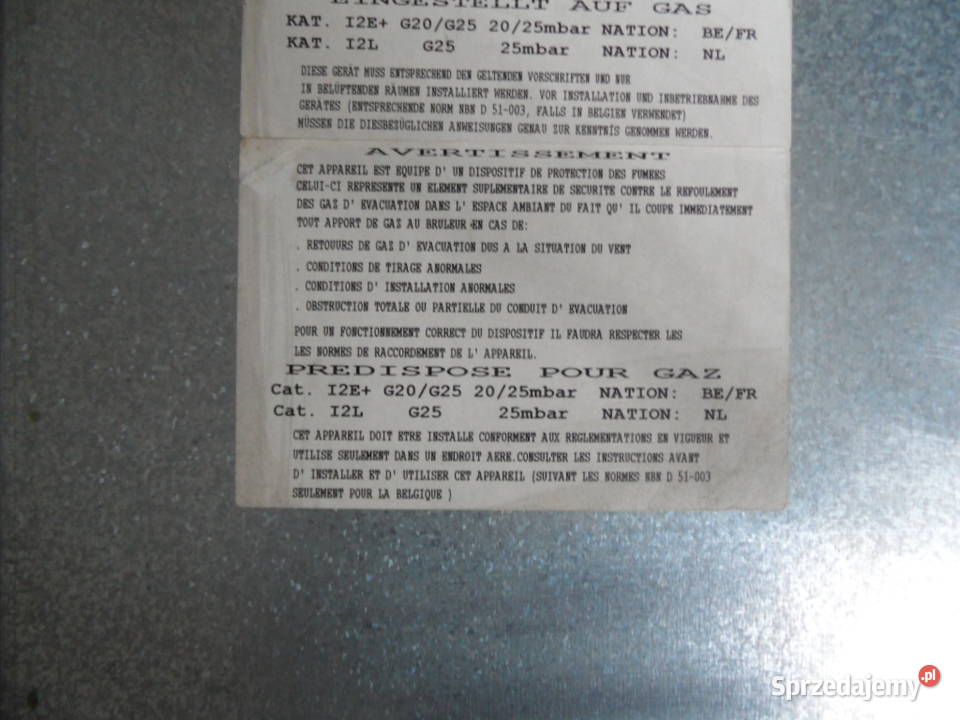 EINGESTELLT AUF GAS
KAT. I2E+ G20/G25 20/25mbar NATION: BE/FR
KAT. I2L G25 25mbar NATION: NL
DIESE GERÄT MUSS ENTSPRECHEND DEN GELTENDEN VORSCHRIFTEN UND NUR
IN BELÜFTENDEN RÄUMEN INSTALLIERT WERDEN. VOR INSTALLATION UND INBETRIEBNAHME DES
GERÄTES (ENTSPRECHENDE NORM NBN D 51-003, FALLS IN BELGIEN VERWENDET)
MÜSSEN DIE DIESBEZÜGLICHEN ANWEISUNGEN GENAU ZUR KENNTNIS GENOMMEN WERDEN.
AVERTISSEMENT
CET APPAREIL EST EQUIPE D' UN DISPOSITIF DE PROTECTION DES FUMEES
CELUI-CI REPRESENTE UN ELEMENT SUPLEMENTAIRE DE SECURITE CONTRE LE REFOULEMENT
DES GAZ D' EVACUATION DANS L' ESPACE AMBIANT DU FAIT QU' IL COUPE IMMEDIATEMENT
TOUT APPORT DE GAZ AU BRULEUR EN CAS DE:
. RETOUURS DE GAZ D' EVACUATION DUS A LA SITUATION DU VENT
. CONDITIONS DE TIRAGE ANORMALES
. CONDITIONS D' INSTALLATION ANORMALES
. OBSTRUCTION TOTALE OU PARTIELLE DU CONDUIT D' EVACUATION
POUR UN FONCTIONNEMENT CORRECT DU DISPOSITIF IL FAUDRA RESPECTER LES
LES NORMES DE RACCORDEMENT DE L' APPAREIL.
PREDISPOSE POUR GAZ
Cat. I2E+ G20/G25 20/25mbar NATION: BE/FR
Cat. I2L G25 25mbar NATION: NL
CET APPAREIL DOIT ETRE INSTALLE CONFORMENT AUX REGLEMENTATIONS EN VIGUEUR ET
UTILISE SEULEMENT DANS UN ENDROIT AERE.CONSULTER LES INSTRUCTIONS AVANT
D' INSTALLER ET D' UTILISER CET APPAREIL (SUIVANT LES NORMES NBN D 51-003
SEULEMENT POUR LA BELGIQUE )
Sprzedajemy.pl